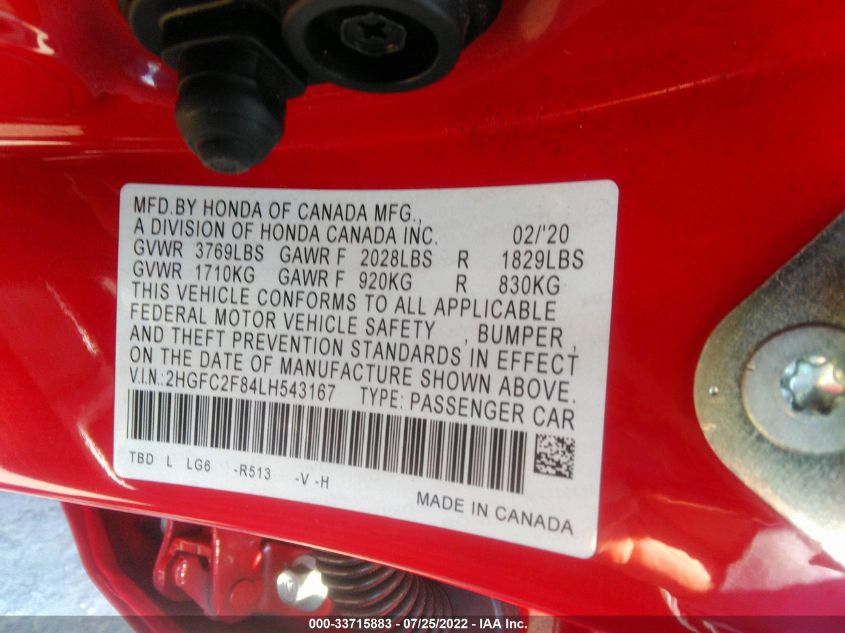 MFD.BY HONDA OF CANADA MFG.,
A DIVISION OF HONDA CANADA INC. 02/'20
GVWR 3769LBS GAWR F 2028LBS R 1829LBS
GVWR 1710KG GAWR F 920KG R 830KG
THIS VEHICLE CONFORMS TO ALL APPLICABLE
FEDERAL MOTOR VEHICLE SAFETY , BUMPER ,
AND THEFT PREVENTION STANDARDS IN EFFECT
ON THE DATE OF MANUFACTURE SHOWN ABOVE.
V.I.N.:2HGFC2F84LH543167 TYPE: PASSENGER CAR
TBD L LG6 -R513 -V -H
MADE IN CANADA
000-33715883 - 07/25/2022 - IAA Inc.